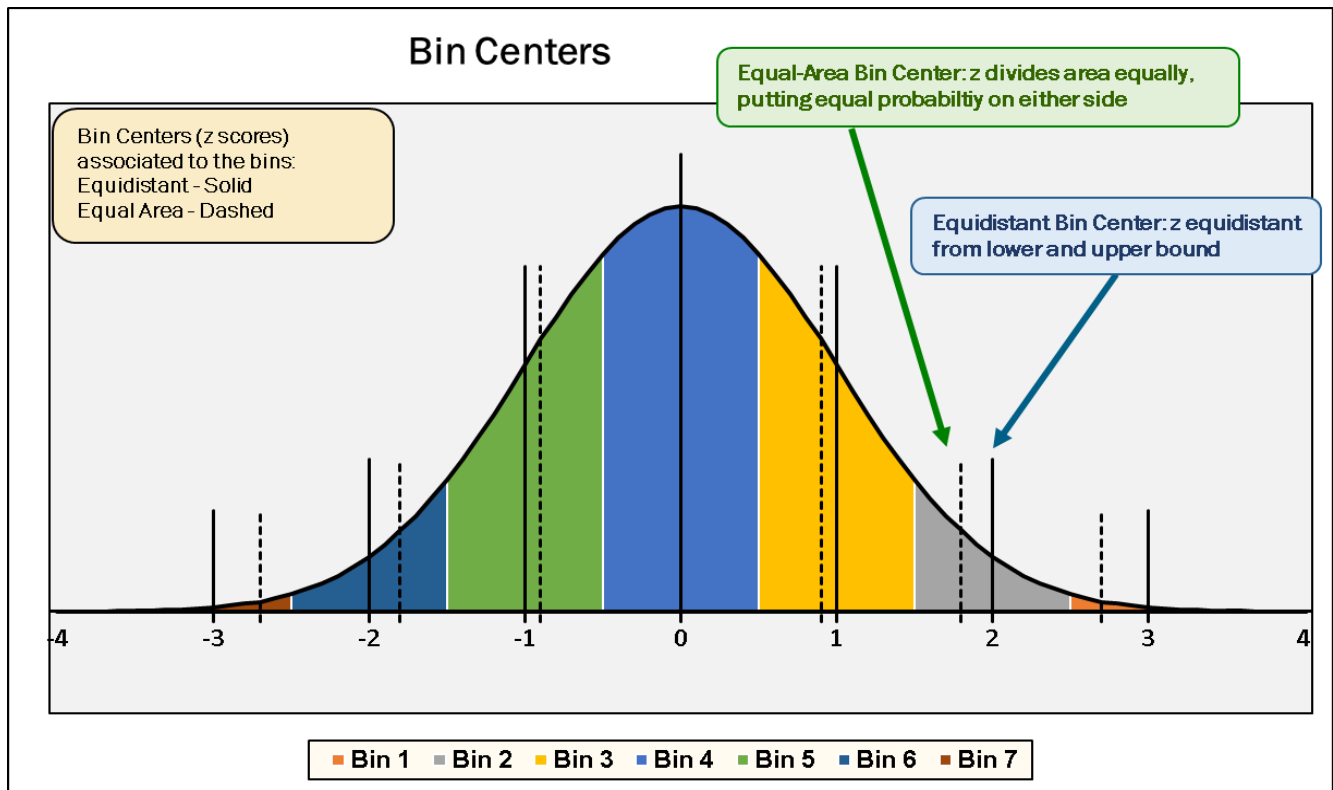 Bin Centers
Equal-Area Bin Center: z divides area equally,
putting equal probabiltiy on either side
Bin Centers (z scores)
associated to the bins:
Equidistant - Solid
Equal Area - Dashed
Equidistant Bin Center: z equidistant
from lower and upper bound
-4 -3 -2 -1 0 1 2 3 4
Bin 1 Bin 2 Bin 3 Bin 4 Bin 5 Bin 6 Bin 7